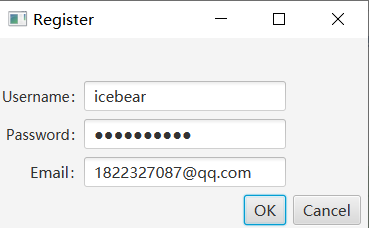 Register
Username: icebear
Password: ●●●●●●●●●●
Email: 1822327087@qq.com
OK Cancel